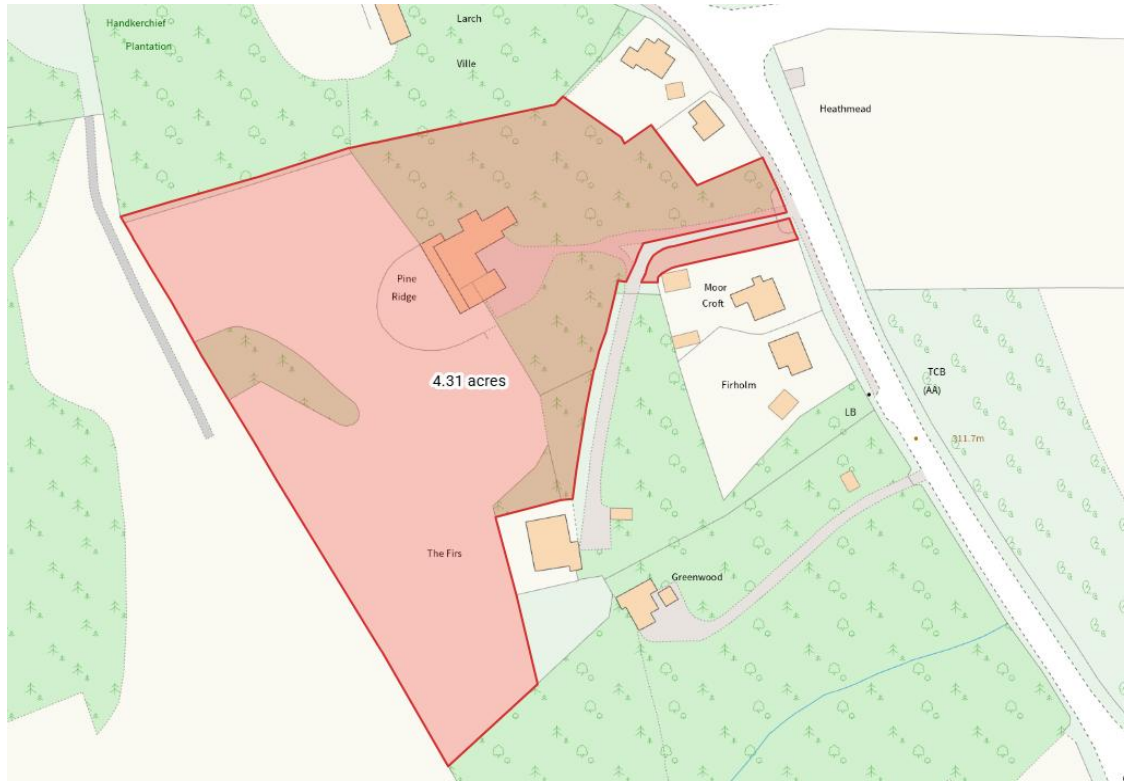 Handkerchief
Plantation
Larch
Ville
Heathmead
Pine
Ridge
Moor
Croft
4.31 acres
Firholm
TCB
(AA)
LB
311.7m
The Firs
Greenwood